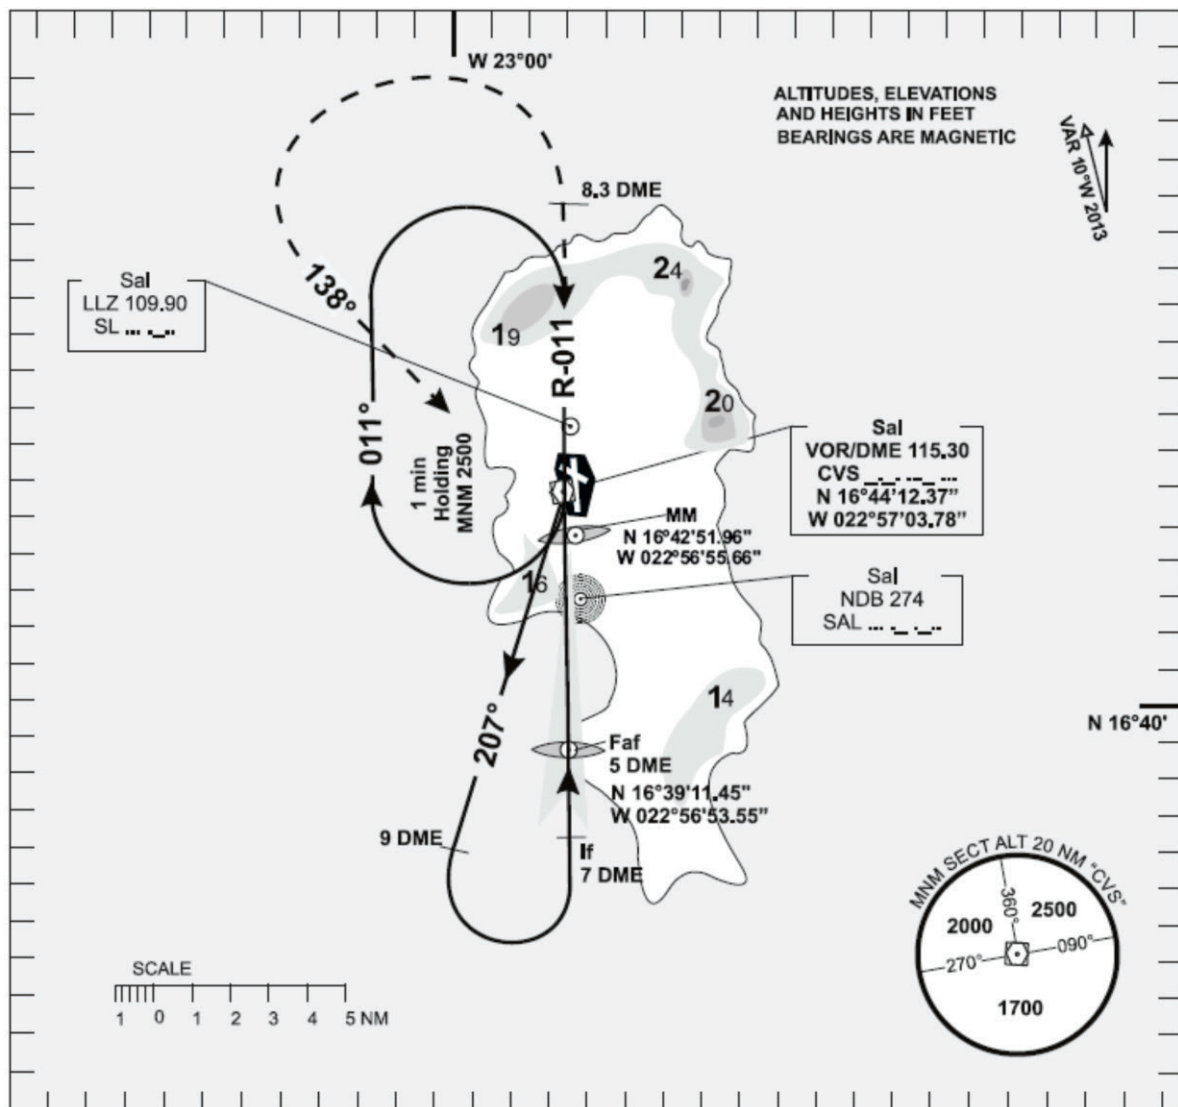 W 23°00'
ALTITUDES, ELEVATIONS
AND HEIGHTS IN FEET
BEARINGS ARE MAGNETIC
VAR 10°W 2013
8.3 DME
Sal
LLZ 109.90
SL ... ._..
138°
19
24
R-011
20
011°
1 min
Holding
MNM 2500
Sal
VOR/DME 115.30
CVS _._. ..._ ...
N 16°44'12.37"
W 022°57'03.78"
MM
N 16°42'51.96"
W 022°56'55.66"
16
Sal
NDB 274
SAL ... ._ ._..
14
207°
N 16°40'
Faf
5 DME
N 16°39'11.45"
W 022°56'53.55"
9 DME
If
7 DME
MNM SECT ALT 20 NM "CVS"
360°
2000
2500
270°
090°
1700
SCALE
1 0 1 2 3 4 5 NM